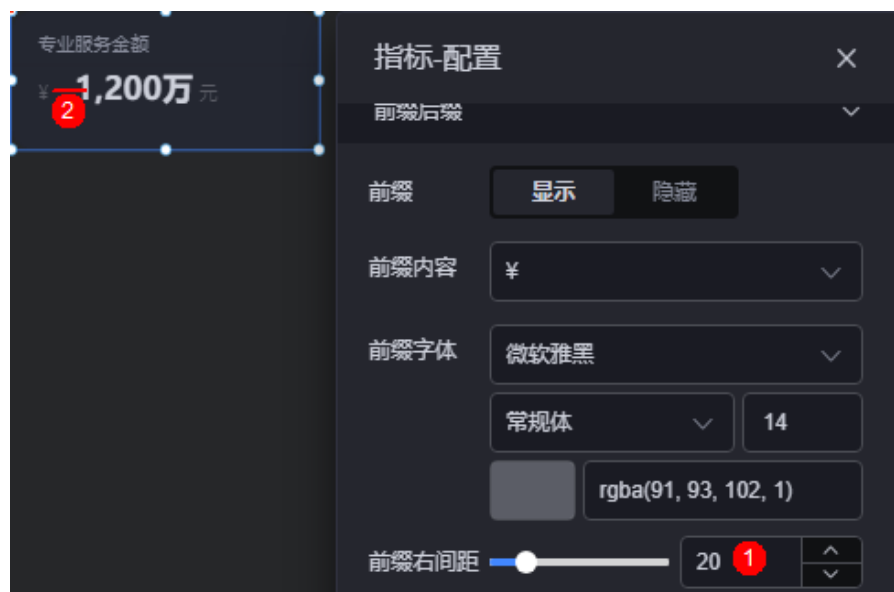 专业服务金额
¥ 1,200万 元
2
指标-配置
前缀后缀
前缀 显示 隐藏
前缀内容 ¥
前缀字体 微软雅黑
常规体 14
rgba(91, 93, 102, 1)
前缀右间距 20 1